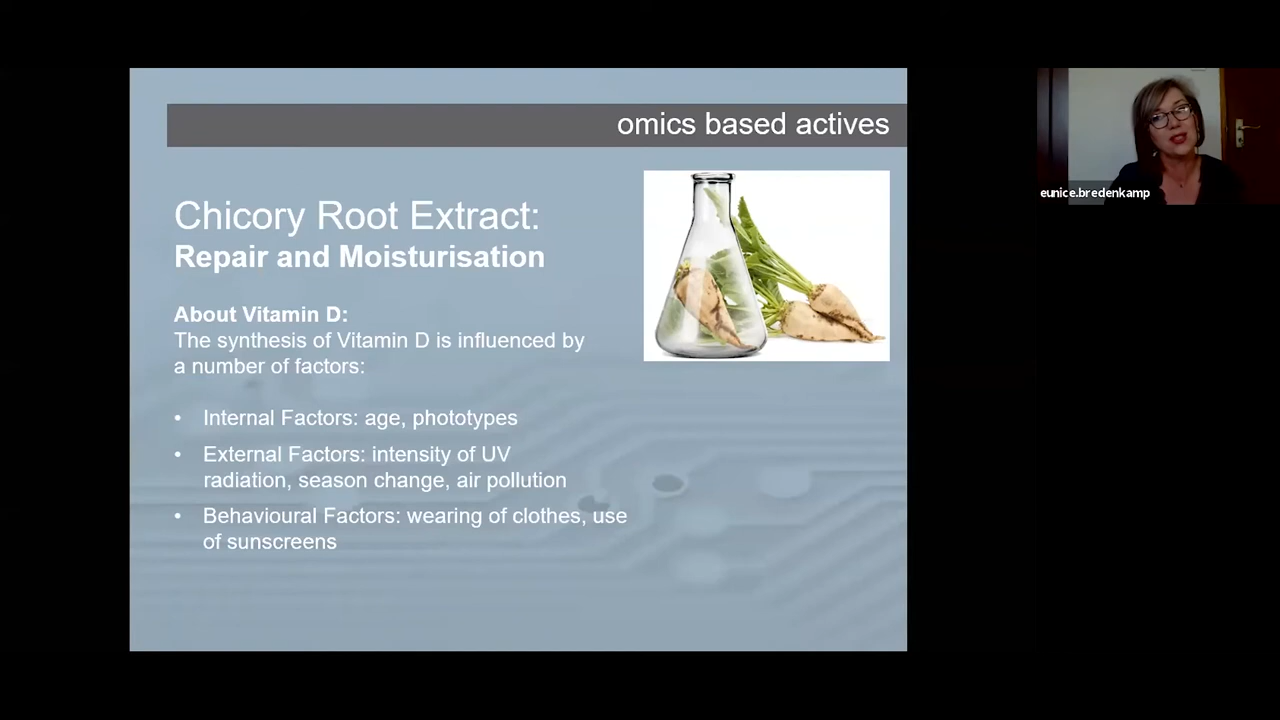 omics based actives
Chicory Root Extract:
Repair and Moisturisation
About Vitamin D:
The synthesis of Vitamin D is influenced by
a number of factors:
• Internal Factors: age, phototypes
• External Factors: intensity of UV
radiation, season change, air pollution
• Behavioural Factors: wearing of clothes, use
of sunscreens
eunice.bredenkamp